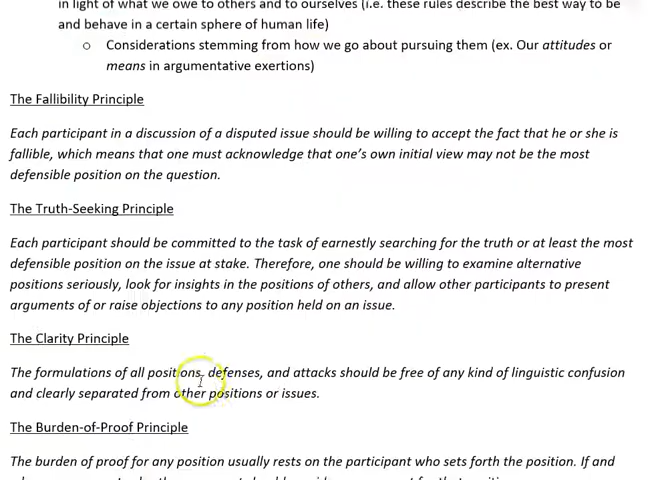 in light of what we owe to others and to ourselves (i.e. these rules describe the best way to be
and behave in a certain sphere of human life)
o Considerations stemming from how we go about pursuing them (ex. Our attitudes or
means in argumentative exertions)
The Fallibility Principle
Each participant in a discussion of a disputed issue should be willing to accept the fact that he or she is
fallible, which means that one must acknowledge that one's own initial view may not be the most
defensible position on the question.
The Truth-Seeking Principle
Each participant should be committed to the task of earnestly searching for the truth or at least the most
defensible position on the issue at stake. Therefore, one should be willing to examine alternative
positions seriously, look for insights in the positions of others, and allow other participants to present
arguments of or raise objections to any position held on an issue.
The Clarity Principle
The formulations of all positions, defenses, and attacks should be free of any kind of linguistic confusion
and clearly separated from other positions or issues.
The Burden-of-Proof Principle
The burden of proof for any position usually rests on the participant who sets forth the position. If and